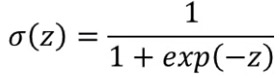 σ(z) = 1 / (1 + exp(−z))